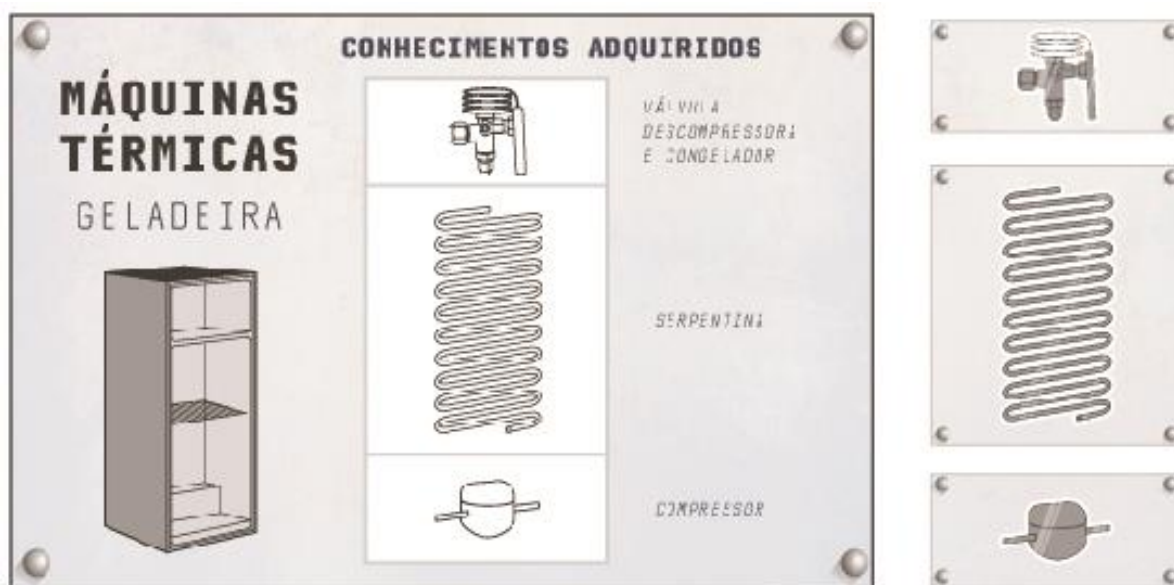 CONHECIMENTOS ADQUIRIDOS
MÁQUINAS
TÉRMICAS
GELADEIRA
VÁLVULA
DESCOMPRESSORA
E CONGELADOR
SERPENTINA
COMPRESSOR